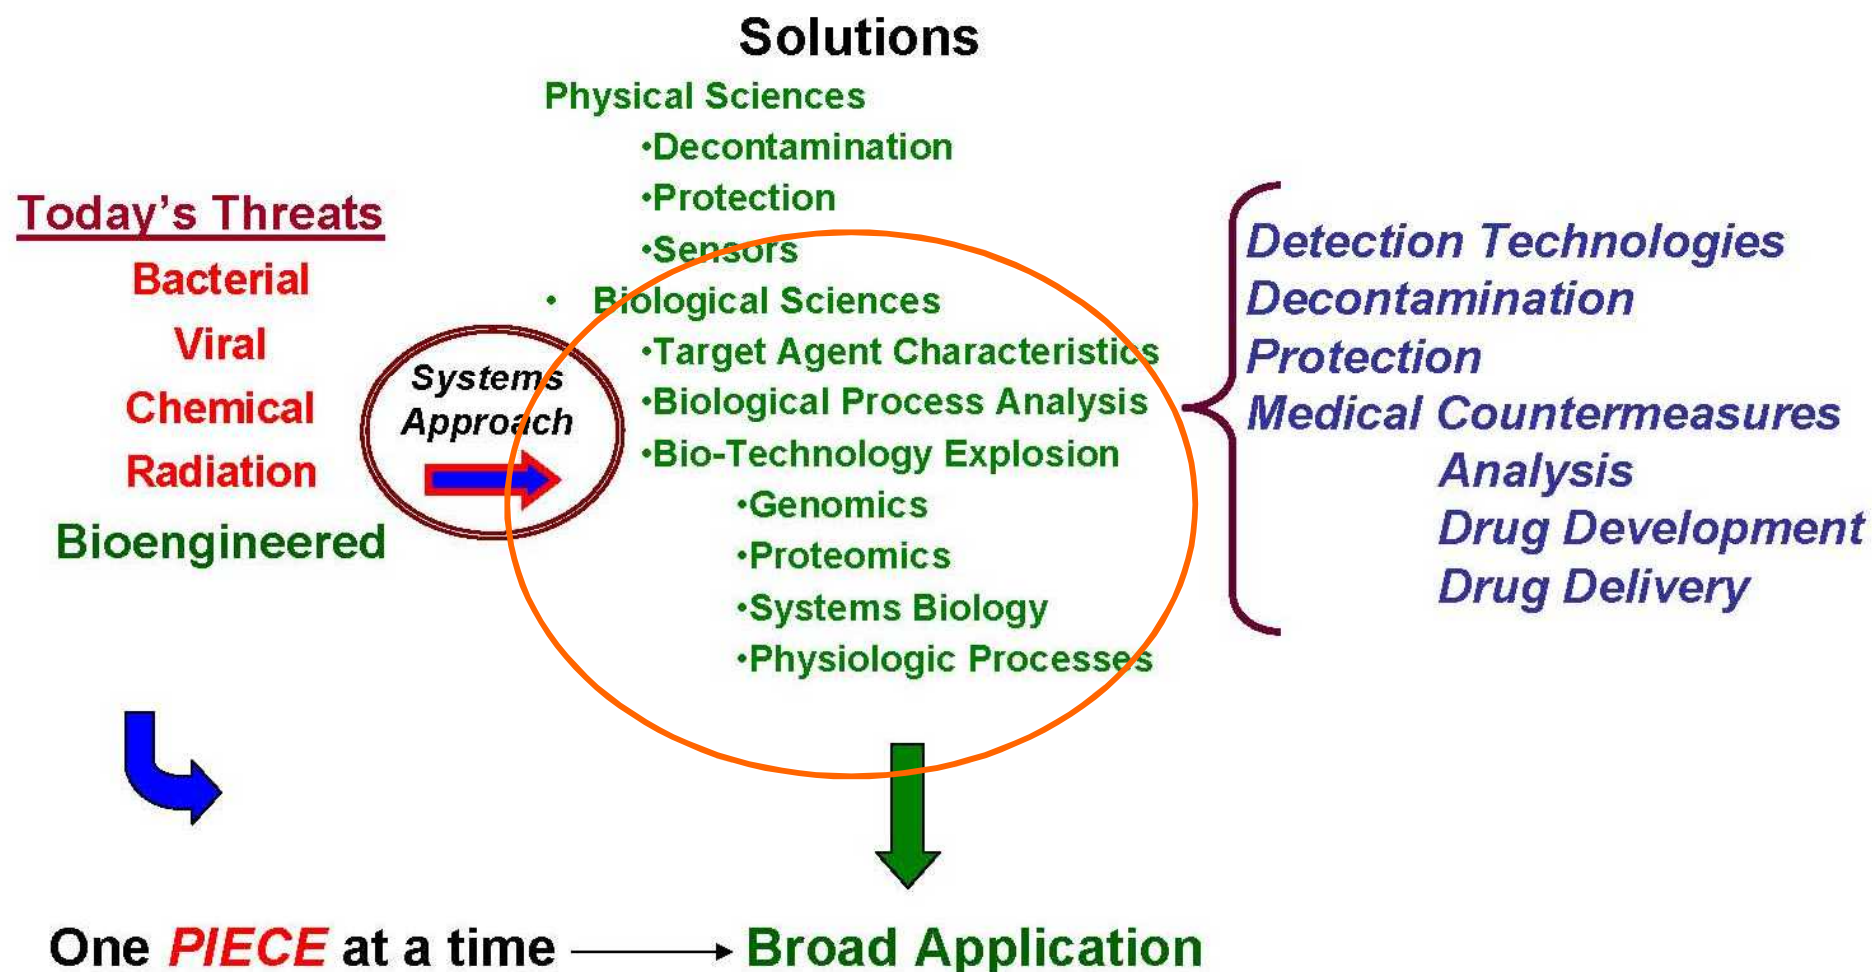 Solutions
Physical Sciences
•Decontamination
•Protection
•Sensors
• Biological Sciences
•Target Agent Characteristics
•Biological Process Analysis
•Bio-Technology Explosion
•Genomics
•Proteomics
•Systems Biology
•Physiologic Processes
Today's Threats
Bacterial
Viral
Chemical
Radiation
Bioengineered
Systems
Approach
Detection Technologies
Decontamination
Protection
Medical Countermeasures
Analysis
Drug Development
Drug Delivery
One PIECE at a time
Broad Application